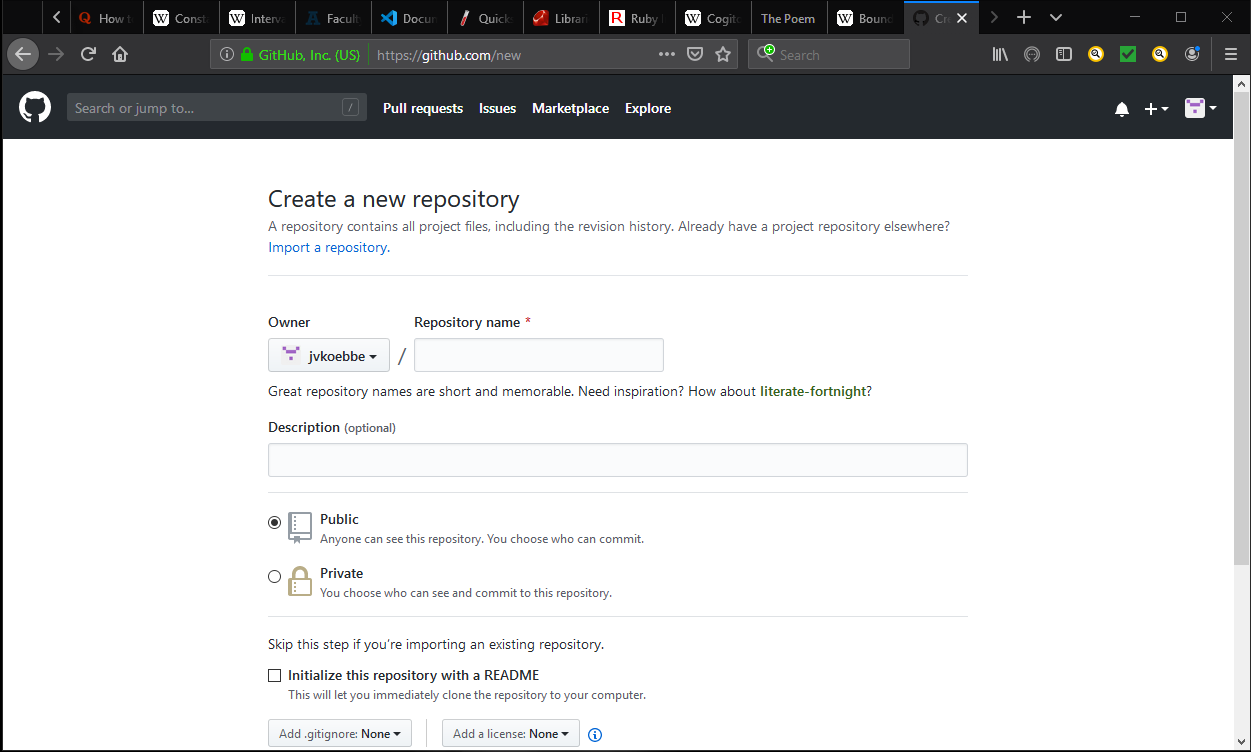 How t
Consta
Interva
Facult
Docun
Quick
Librari
Ruby
Cogito
The Poem
Bound
Cre
GitHub, Inc. (US)
https://github.com/new
Search
Search or jump to...
/
Pull requests
Issues
Marketplace
Explore
Create a new repository
A repository contains all project files, including the revision history. Already have a project repository elsewhere?
Import a repository.
Owner
Repository name *
jvkoebbe
/
Great repository names are short and memorable. Need inspiration? How about literate-fortnight?
Description (optional)
Public
Anyone can see this repository. You choose who can commit.
Private
You choose who can see and commit to this repository.
Skip this step if you're importing an existing repository.
Initialize this repository with a README
This will let you immediately clone the repository to your computer.
Add .gitignore: None
Add a license: None